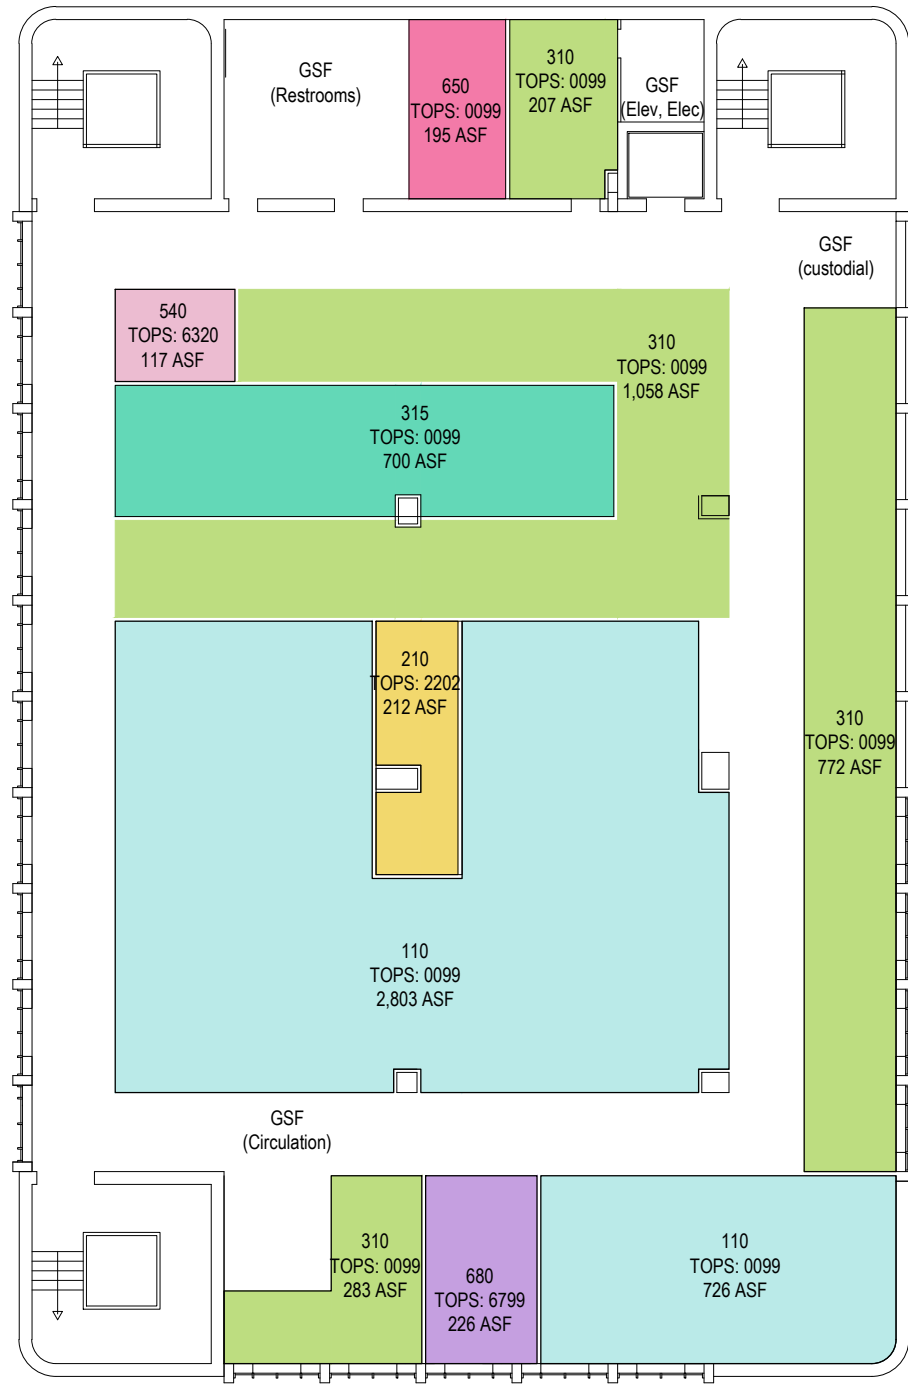 GSF
(Restrooms)
650
TOPS: 0099
195 ASF
310
TOPS: 0099
207 ASF
GSF
(Elev, Elec)
GSF
(custodial)
540
TOPS: 6320
117 ASF
310
TOPS: 0099
1,058 ASF
315
TOPS: 0099
700 ASF
210
TOPS: 2202
212 ASF
310
TOPS: 0099
772 ASF
110
TOPS: 0099
2,803 ASF
GSF
(Circulation)
310
TOPS: 0099
283 ASF
680
TOPS: 6799
226 ASF
110
TOPS: 0099
726 ASF